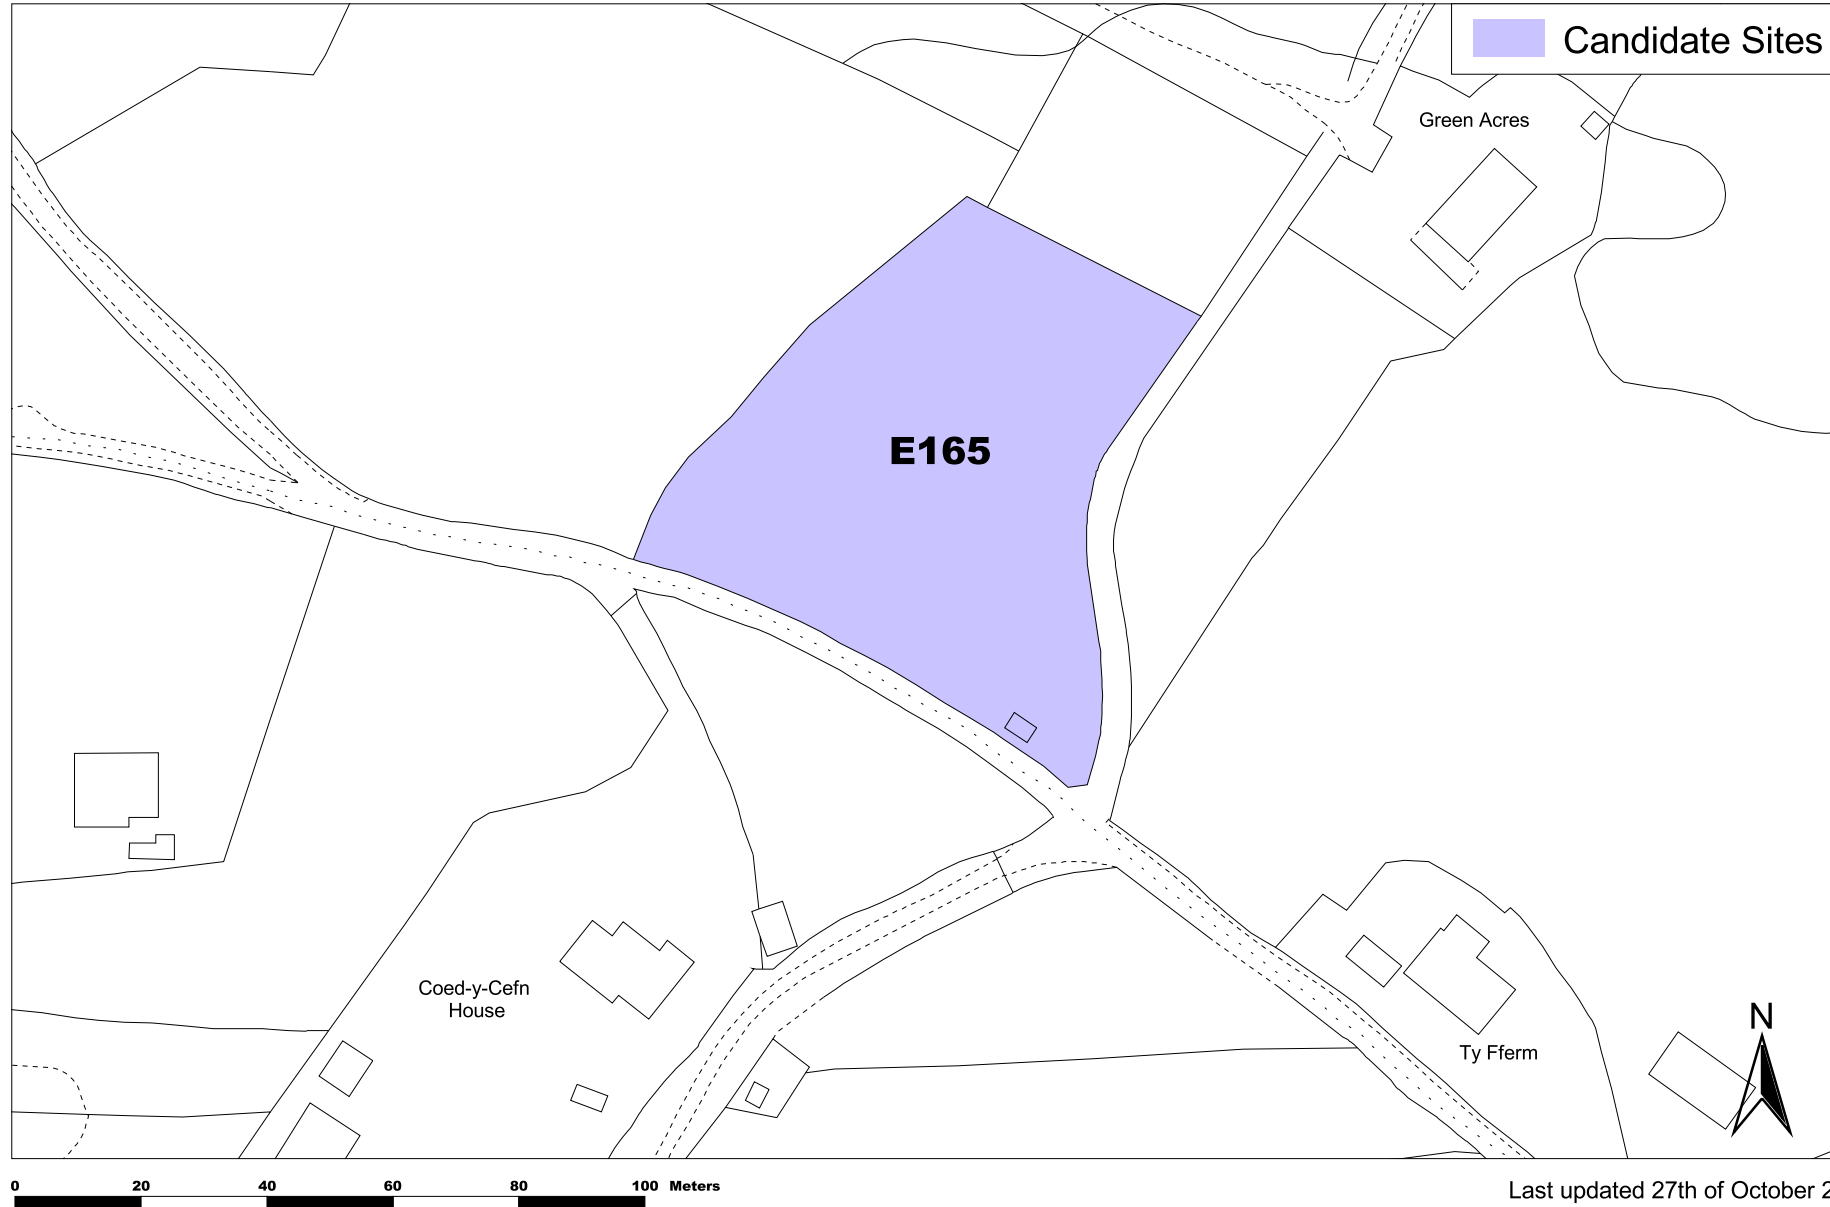 Candidate Sites
Green Acres
E165
Coed-y-Cefn
House
N
Ty Fferm
0 20 40 60 80 100 Meters
Last updated 27th of October